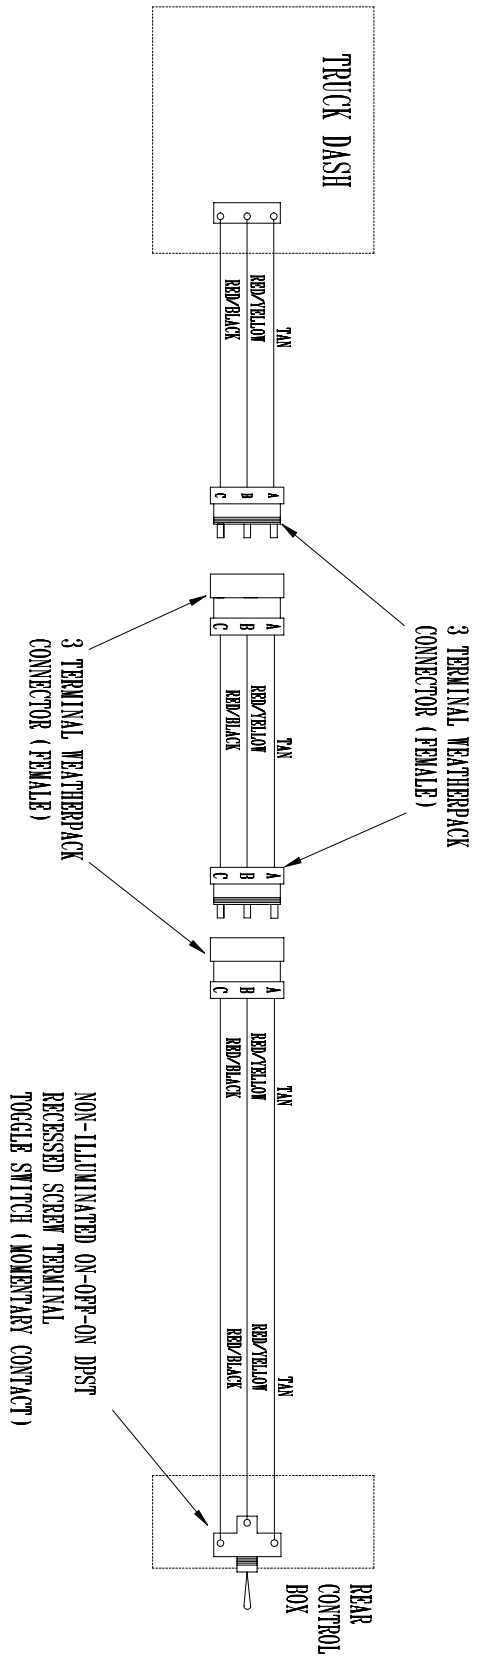 TRUCK DASH
TAN
RED/YELLOW
RED/BLACK
A
B
C
3 TERMINAL WEATHERPACK
CONNECTOR (FEMALE)
3 TERMINAL WEATHERPACK
CONNECTOR (FEMALE)
A
B
C
TAN
RED/YELLOW
RED/BLACK
A
B
C
A
B
C
TAN
RED/YELLOW
RED/BLACK
TAN
RED/YELLOW
RED/BLACK
NON-ILLUMINATED ON-OFF-ON DPST
RECESSED SCREW TERMINAL
TOGGLE SWITCH (MOMENTARY CONTACT)
REAR
CONTROL
BOX